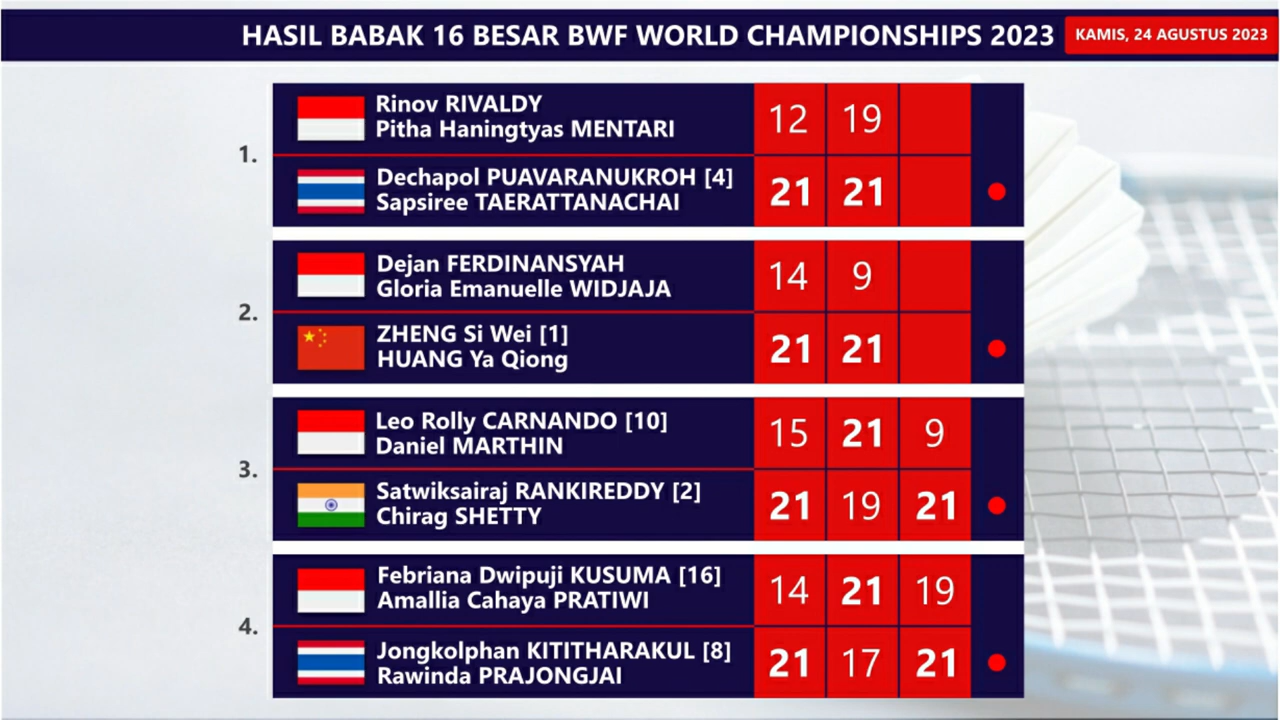 HASIL BABAK 16 BESAR BWF WORLD CHAMPIONSHIPS 2023
KAMIS, 24 AGUSTUS 2023
1.
Rinov RIVALDY
Pitha Haningtyas MENTARI
12 19
Dechapol PUAVARANUKROH [4]
Sapsiree TAERATTANACHAI
21 21
2.
Dejan FERDINANSYAH
Gloria Emanuelle WIDJAJA
14 9
ZHENG Si Wei [1]
HUANG Ya Qiong
21 21
3.
Leo Rolly CARNANDO [10]
Daniel MARTHIN
15 21 9
Satwiksairaj RANKIREDDY [2]
Chirag SHETTY
21 19 21
4.
Febriana Dwipuji KUSUMA [16]
Amallia Cahaya PRATIWI
14 21 19
Jongkolphan KITITHARAKUL [8]
Rawinda PRAJONGJAI
21 17 21